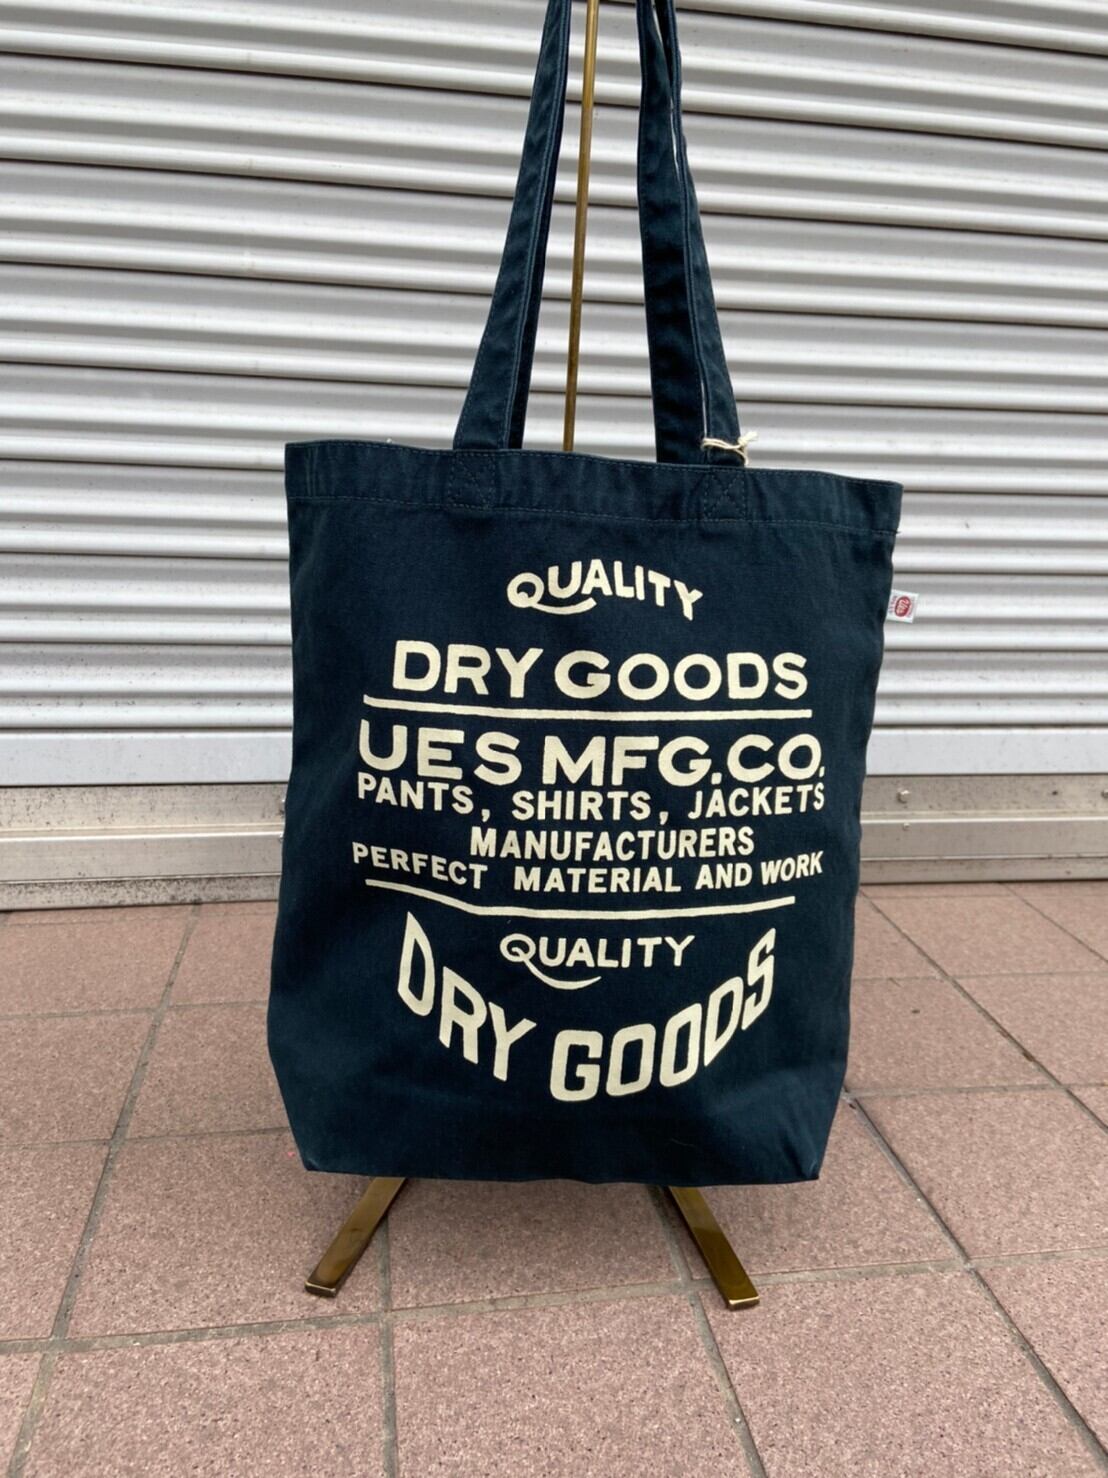 QUALITY
DRY GOODS
UES MFG.CO.
PANTS, SHIRTS, JACKETS
MANUFACTURERS
PERFECT MATERIAL AND WORK
QUALITY
DRY GOODS